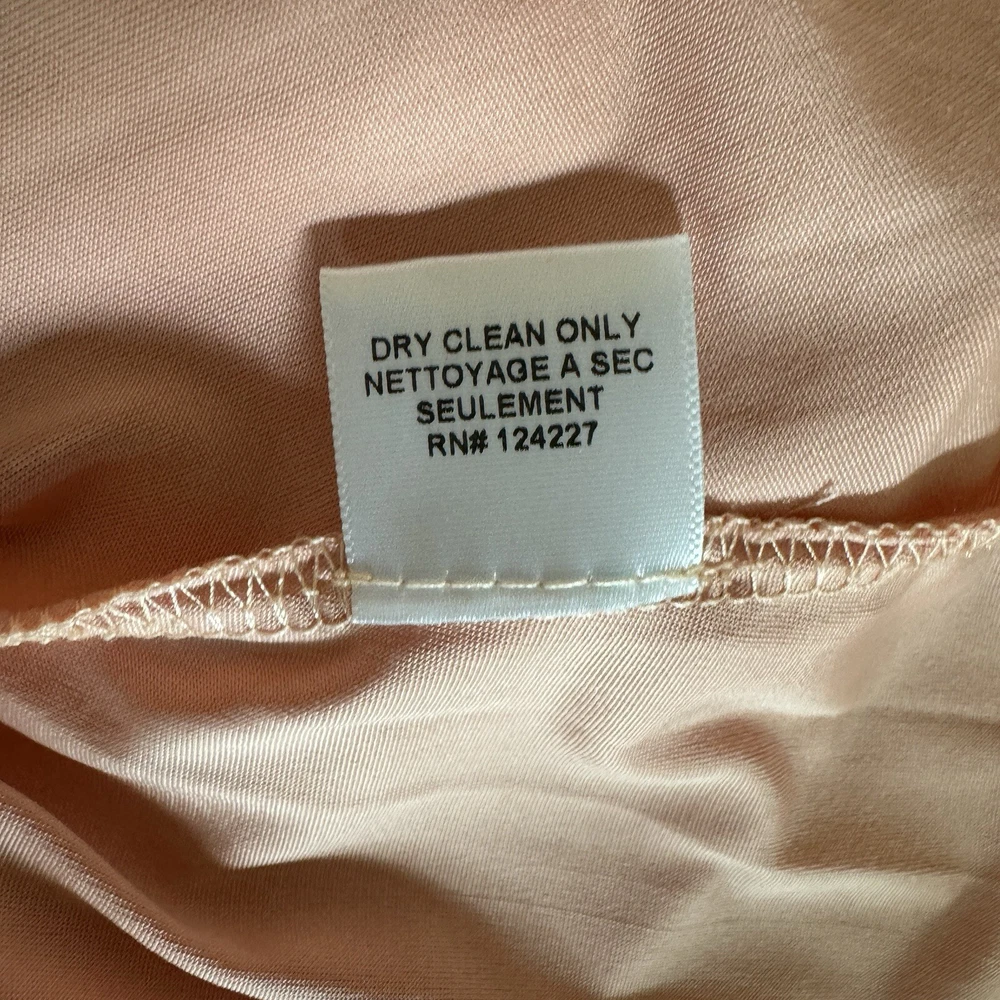 DRY CLEAN ONLY
NETTOYAGE A SEC
SEULEMENT
RN# 124227